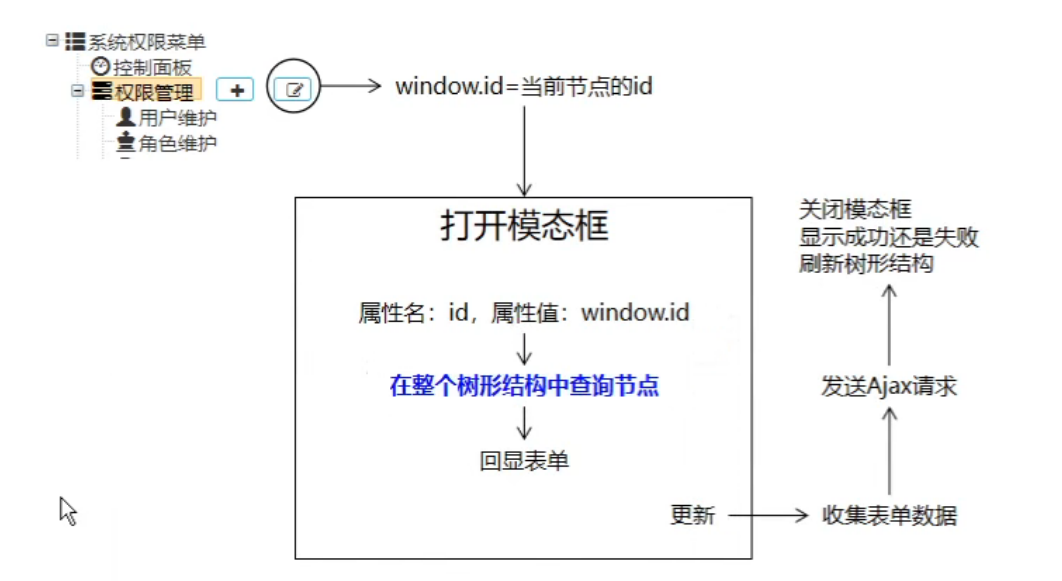 系统权限菜单
控制面板
权限管理
用户维护
角色维护
window.id=当前节点的id
打开模态框
属性名：id，属性值：window.id
在整个树形结构中查询节点
回显表单
更新
收集表单数据
发送Ajax请求
关闭模态框
显示成功还是失败
刷新树形结构